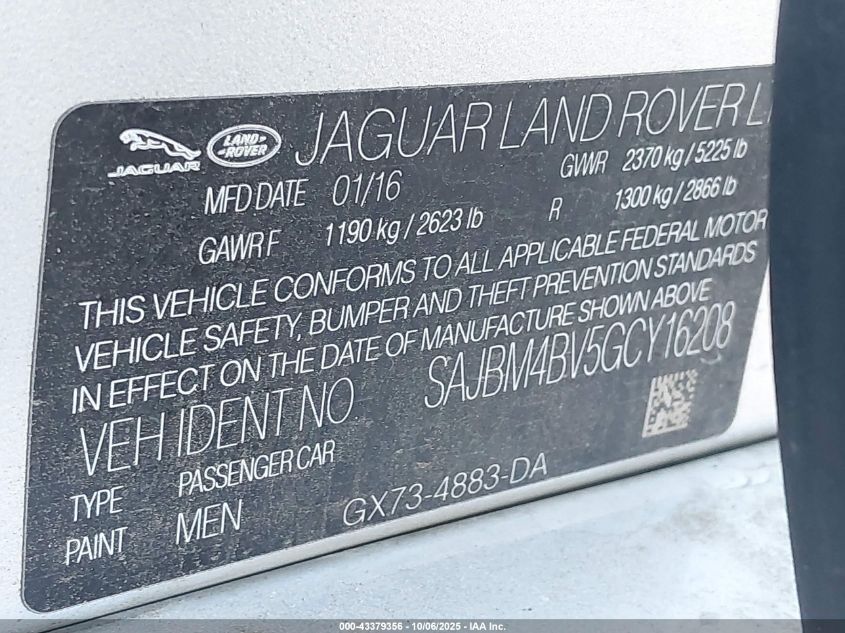 JAGUAR LAND ROVER JAGUAR LAND ROVER
MFD DATE 01/16 GVWR 2370 kg / 5225 lb
GAWR F 1190 kg / 2623 lb R 1300 kg / 2866 lb
THIS VEHICLE CONFORMS TO ALL APPLICABLE FEDERAL MOTOR
VEHICLE SAFETY, BUMPER AND THEFT PREVENTION STANDARDS
IN EFFECT ON THE DATE OF MANUFACTURE SHOWN ABOVE
VEH IDENT NO SAJBM4BV5GCY16208
TYPE PASSENGER CAR
PAINT MEN GX73-4883-DA
000-43379356 - 10/06/2025 - IAA Inc.